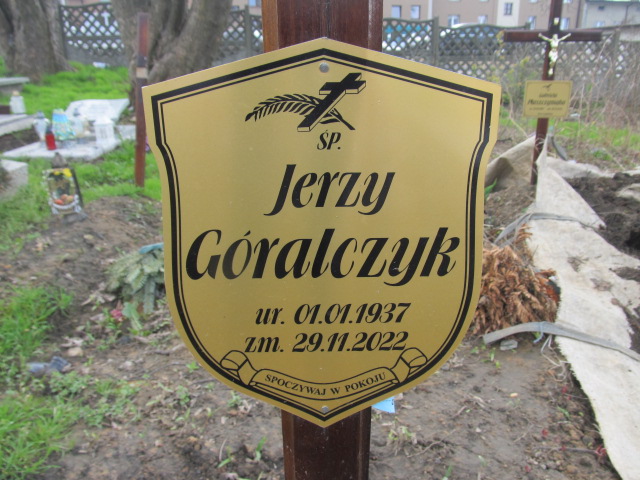 ŚP.
Jerzy
Góralczyk
ur. 01.01.1937
zm. 29.11.2022
SPOCZYWAJ W POKOJU